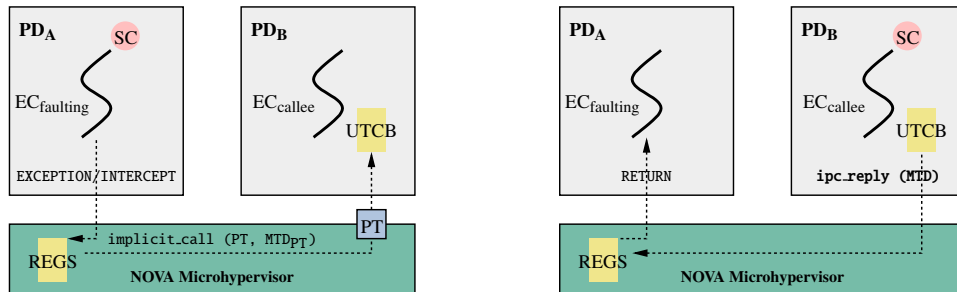 PDA
SC
ECfaulting
EXCEPTION/INTERCEPT
PDB
ECcallee
UTCB
PT
implicit_call (PT, MTDPT)
REGS
NOVA Microhypervisor
PDA
ECfaulting
RETURN
PDB
SC
ECcallee
UTCB
ipc_reply (MTD)
REGS
NOVA Microhypervisor